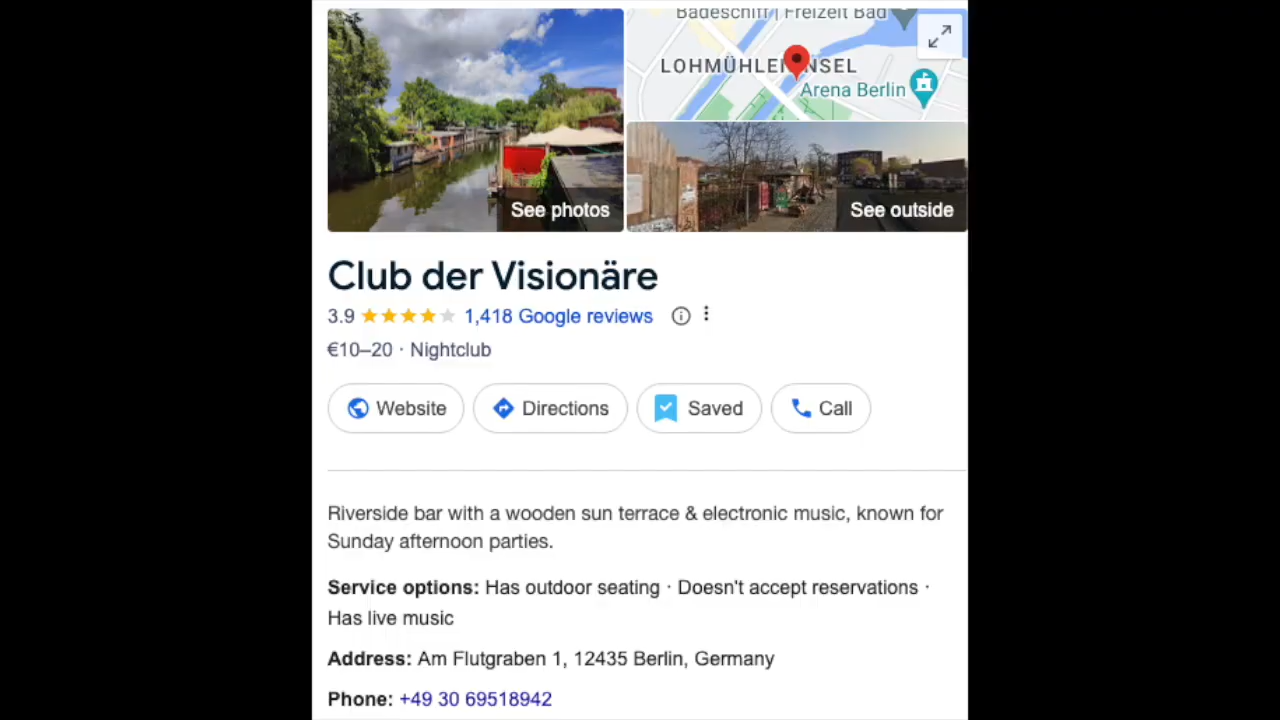 Badeschiff | Freizeit Bad
LOHMÜHLENINSEL
Arena Berlin
See photos
See outside
Club der Visionäre
3.9 1,418 Google reviews
€10–20 · Nightclub
Website Directions Saved Call
Riverside bar with a wooden sun terrace & electronic music, known for
Sunday afternoon parties.
Service options: Has outdoor seating · Doesn't accept reservations ·
Has live music
Address: Am Flutgraben 1, 12435 Berlin, Germany
Phone: +49 30 69518942